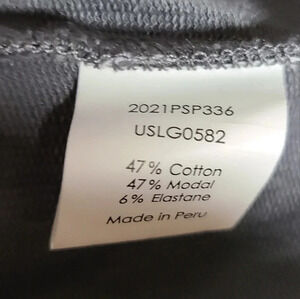 2021PSP336
USLG0582
47% Cotton
47% Modal
6% Elastane
Made in Peru